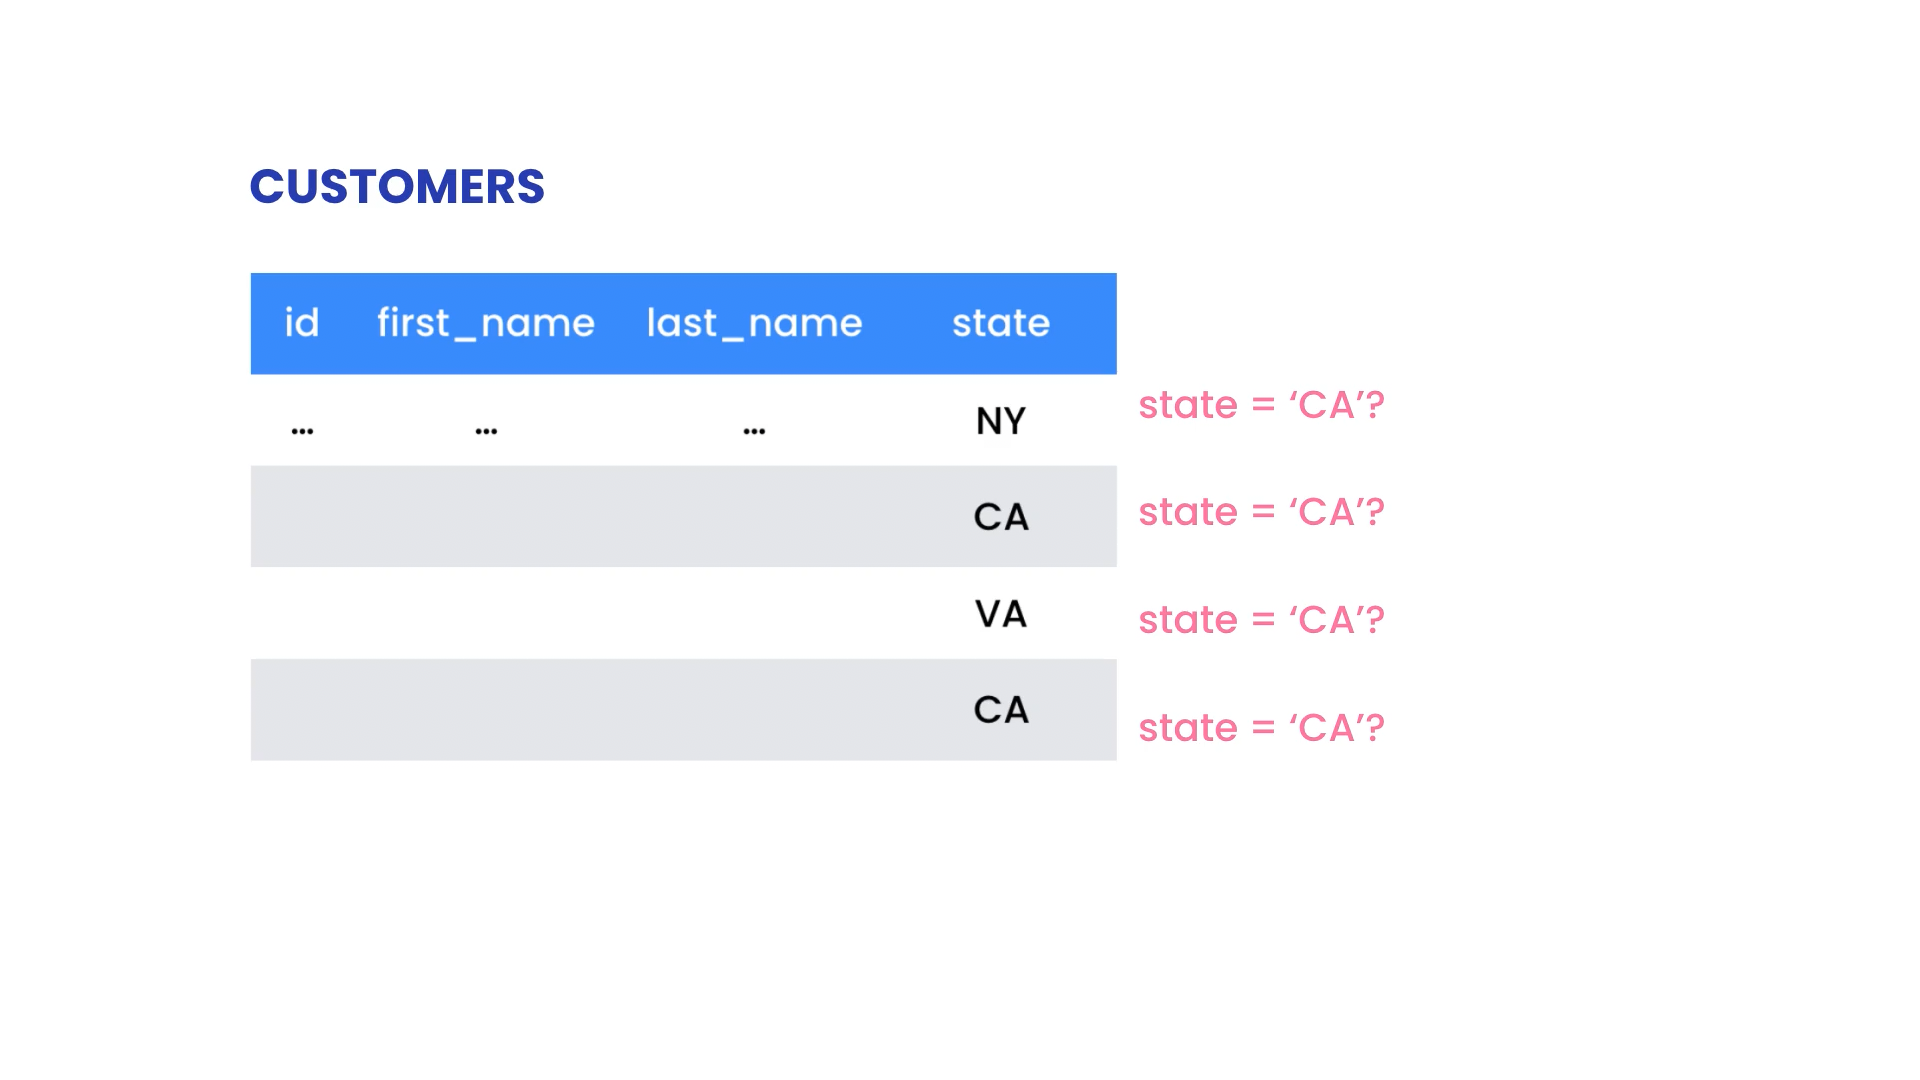 CUSTOMERS
id first_name last_name state
... ... ... NY state = ‘CA’?
CA state = ‘CA’?
VA state = ‘CA’?
CA state = ‘CA’?